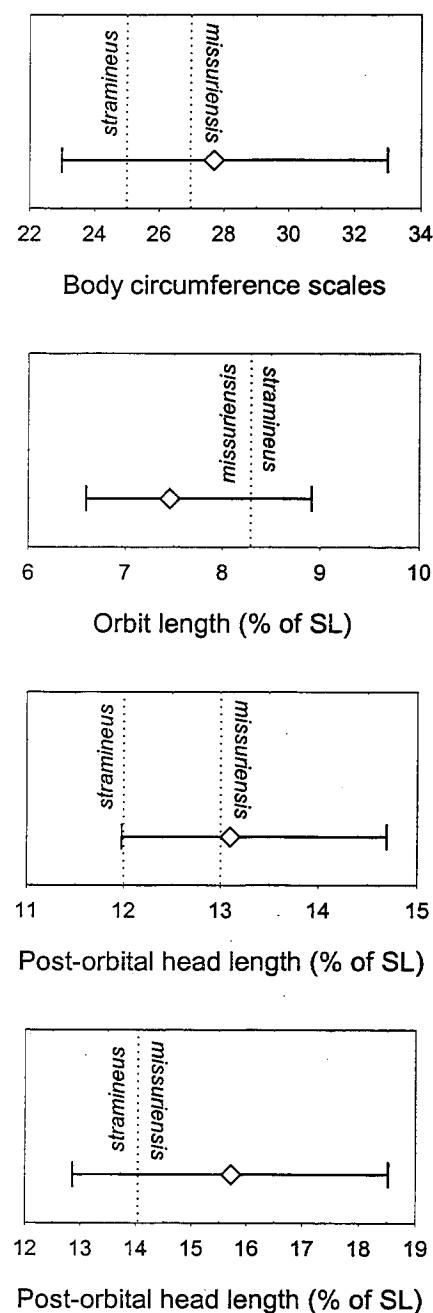 stramineus
missuriensis
22 24 26 28 30 32 34
Body circumference scales
missuriensis
stramineus
6 7 8 9 10
Orbit length (% of SL)
stramineus
missuriensis
11 12 13 14 15
Post-orbital head length (% of SL)
stramineus
missuriensis
12 13 14 15 16 17 18 19
Post-orbital head length (% of SL)